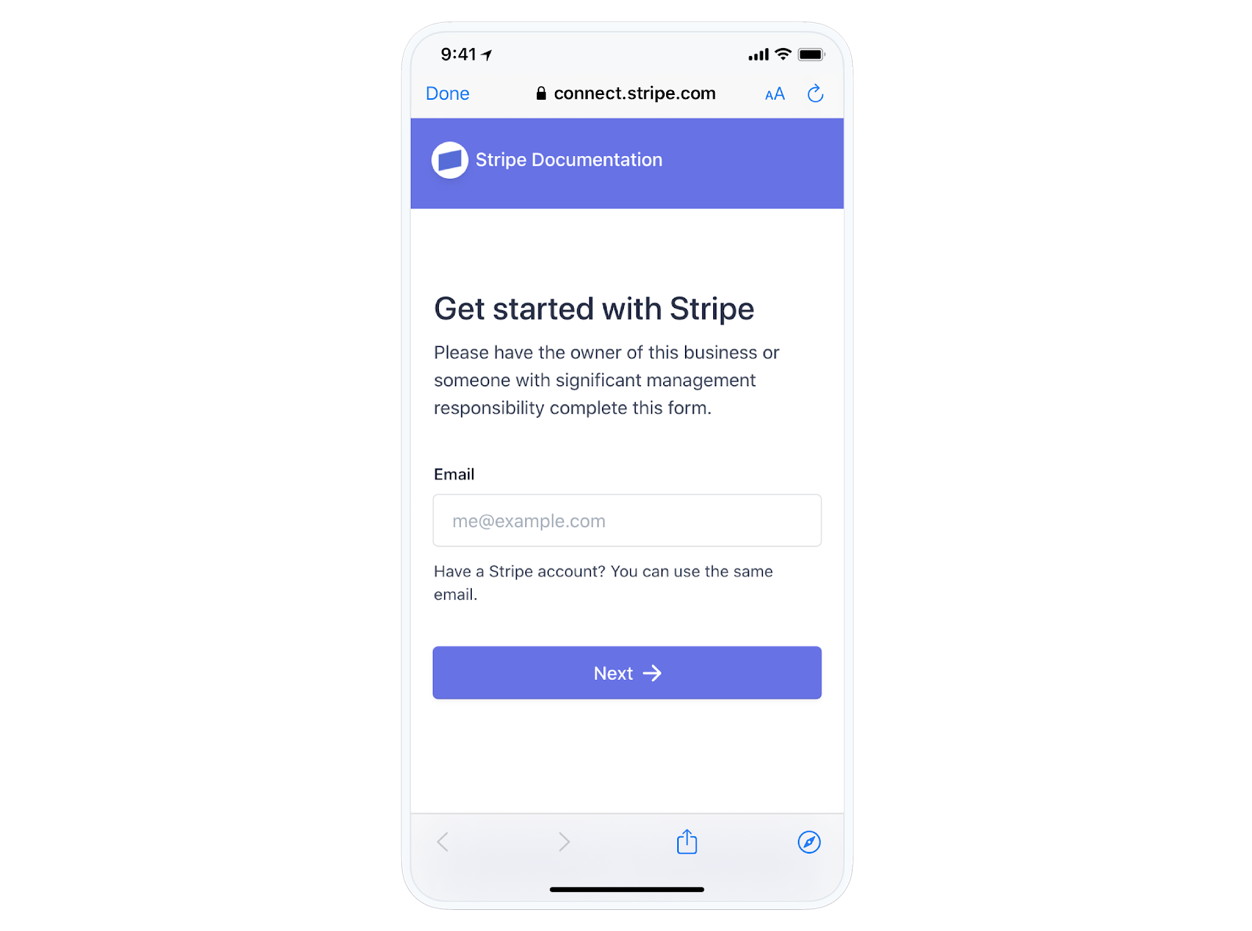 9:41
Done connect.stripe.com AA
Stripe Documentation
Get started with Stripe
Please have the owner of this business or
someone with significant management
responsibility complete this form.
Email
me@example.com
Have a Stripe account? You can use the same
email.
Next →